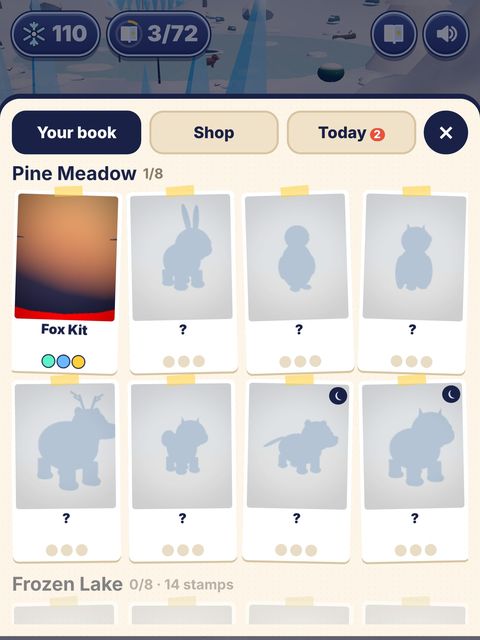 110
3/72
Your book
Shop
Today 2
Pine Meadow 1/8
Fox Kit
?
?
?
?
?
?
?
Frozen Lake 0/8 · 14 stamps